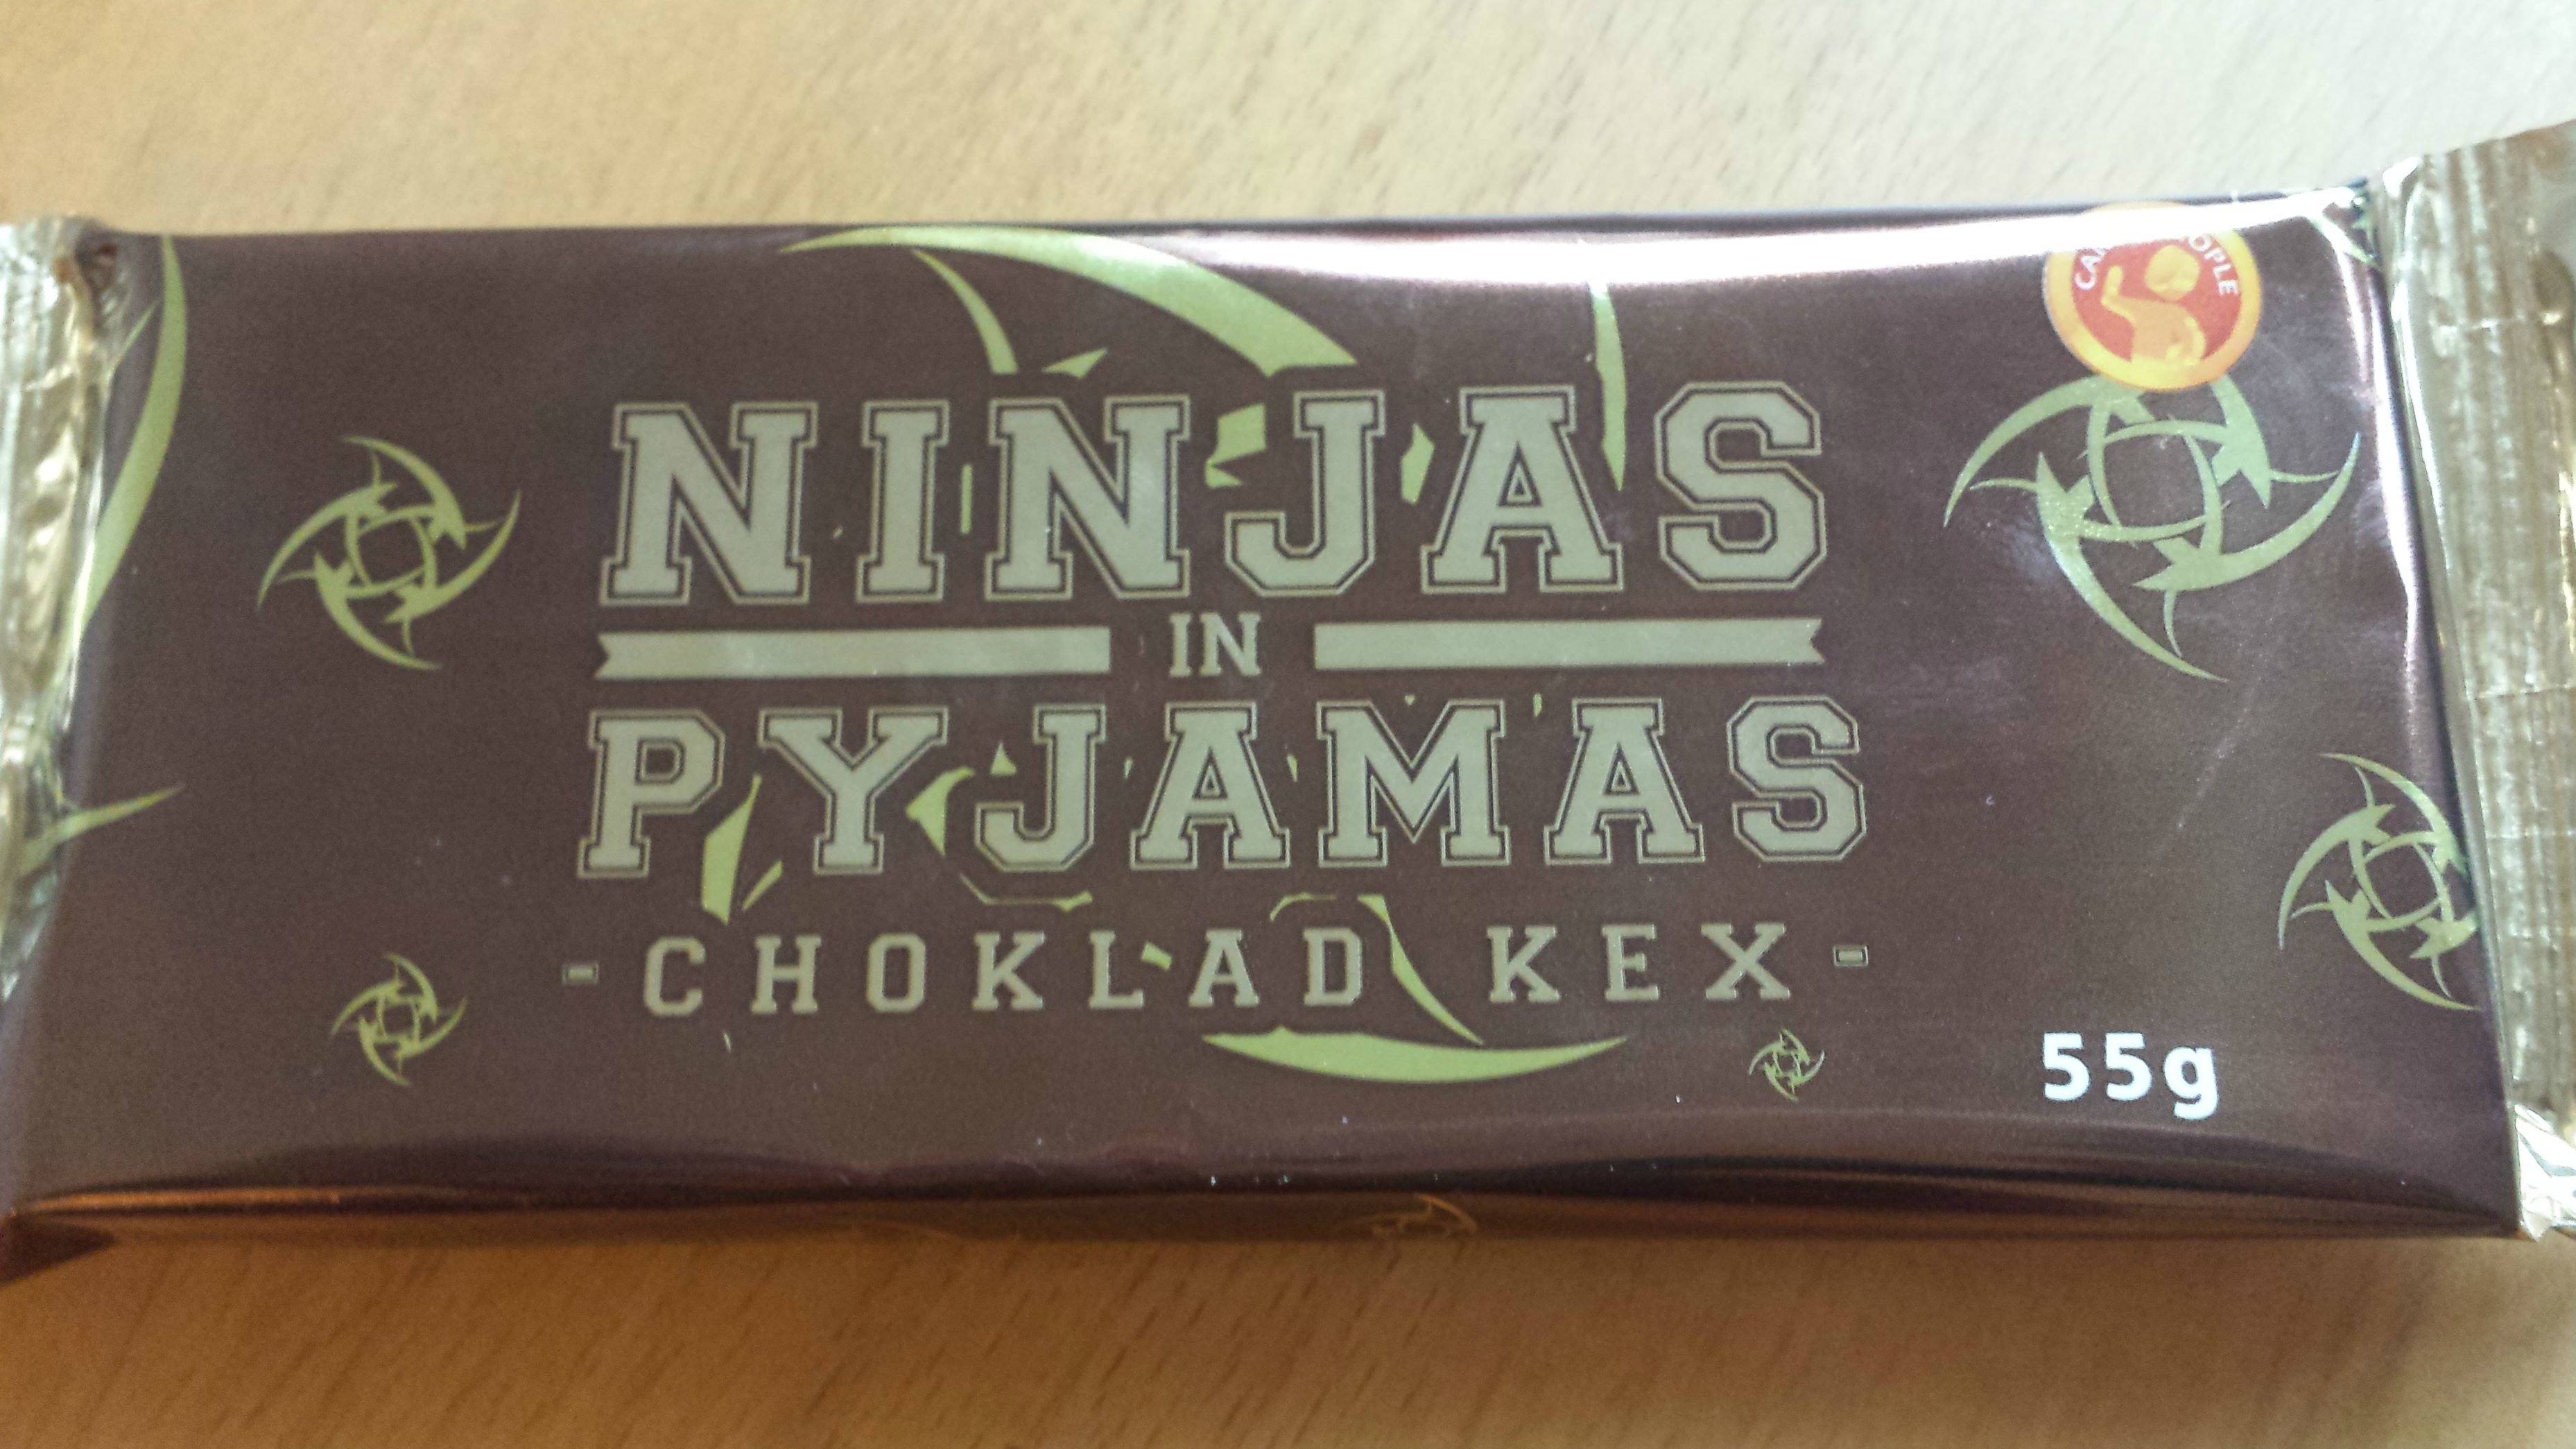 NINJAS
IN
PYJAMAS
-CHOKLAD KEX-
55g